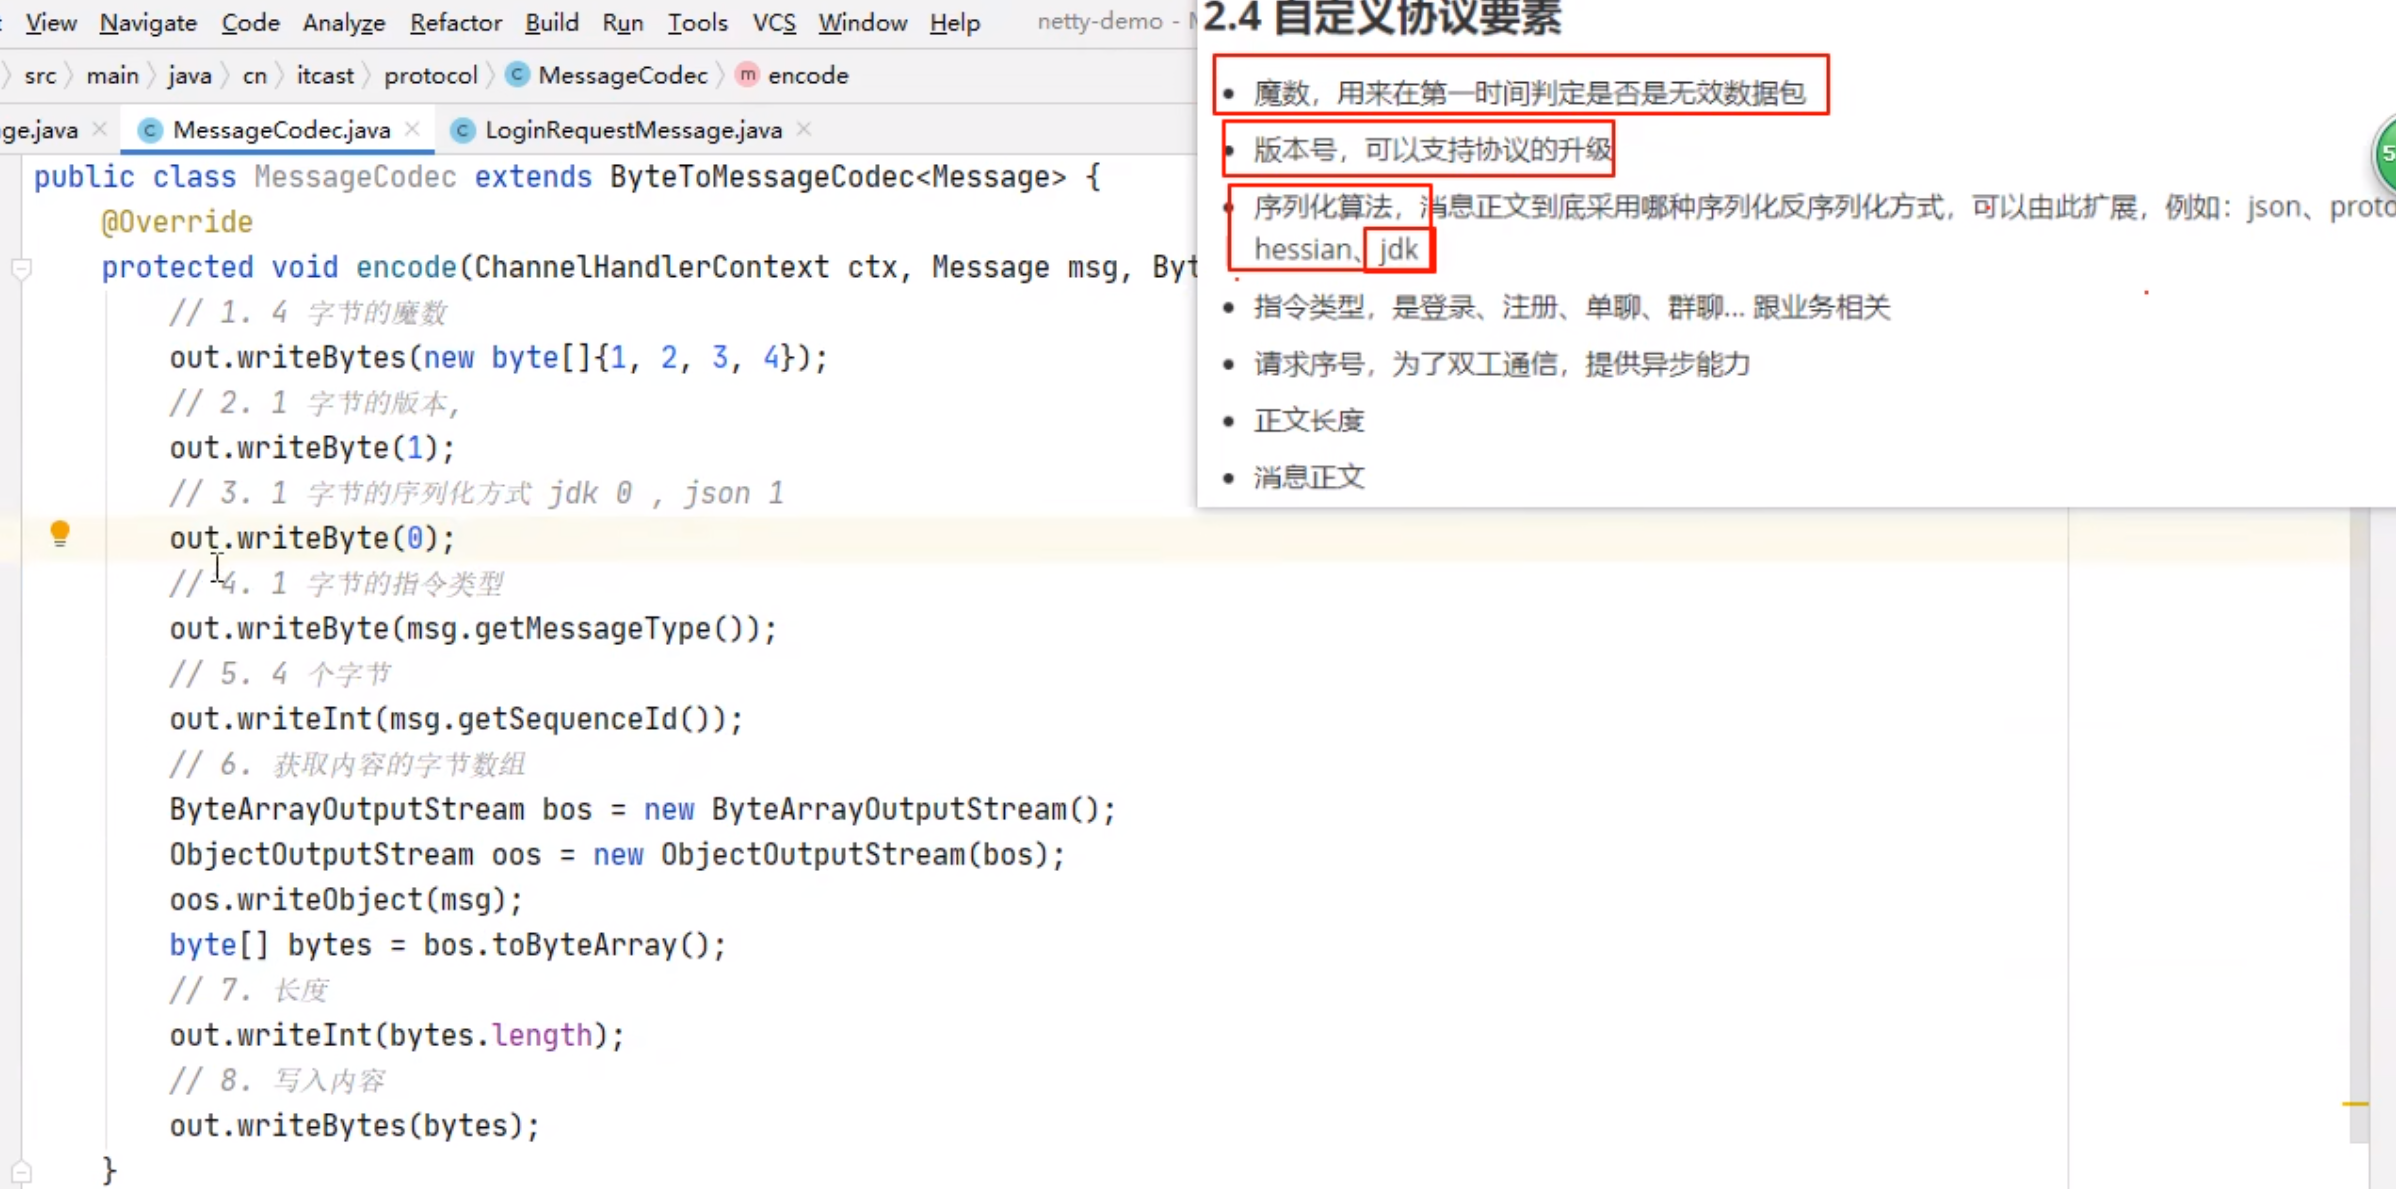 View Navigate Code Analyze Refactor Build Run Tools VCS Window Help netty-demo -
src main java cn itcast protocol MessageCodec encode
ge.java MessageCodec.java LoginRequestMessage.java
public class MessageCodec extends ByteToMessageCodec<Message> {
@Override
protected void encode(ChannelHandlerContext ctx, Message msg, Byt
// 1. 4 字节的魔数
out.writeBytes(new byte[]{1, 2, 3, 4});
// 2. 1 字节的版本,
out.writeByte(1);
// 3. 1 字节的序列化方式 jdk 0 , json 1
out.writeByte(0);
// 4. 1 字节的指令类型
out.writeByte(msg.getMessageType());
// 5. 4 个字节
out.writeInt(msg.getSequenceId());
// 6. 获取内容的字节数组
ByteArrayOutputStream bos = new ByteArrayOutputStream();
ObjectOutputStream oos = new ObjectOutputStream(bos);
oos.writeObject(msg);
byte[] bytes = bos.toByteArray();
// 7. 长度
out.writeInt(bytes.length);
// 8. 写入内容
out.writeBytes(bytes);
}
2.4 自定义协议要素
• 魔数，用来在第一时间判定是否是无效数据包
• 版本号，可以支持协议的升级
• 序列化算法，消息正文到底采用哪种序列化反序列化方式，可以由此扩展，例如：json、proto
hessian、jdk
• 指令类型，是登录、注册、单聊、群聊... 跟业务相关
• 请求序号，为了双工通信，提供异步能力
• 正文长度
• 消息正文
5